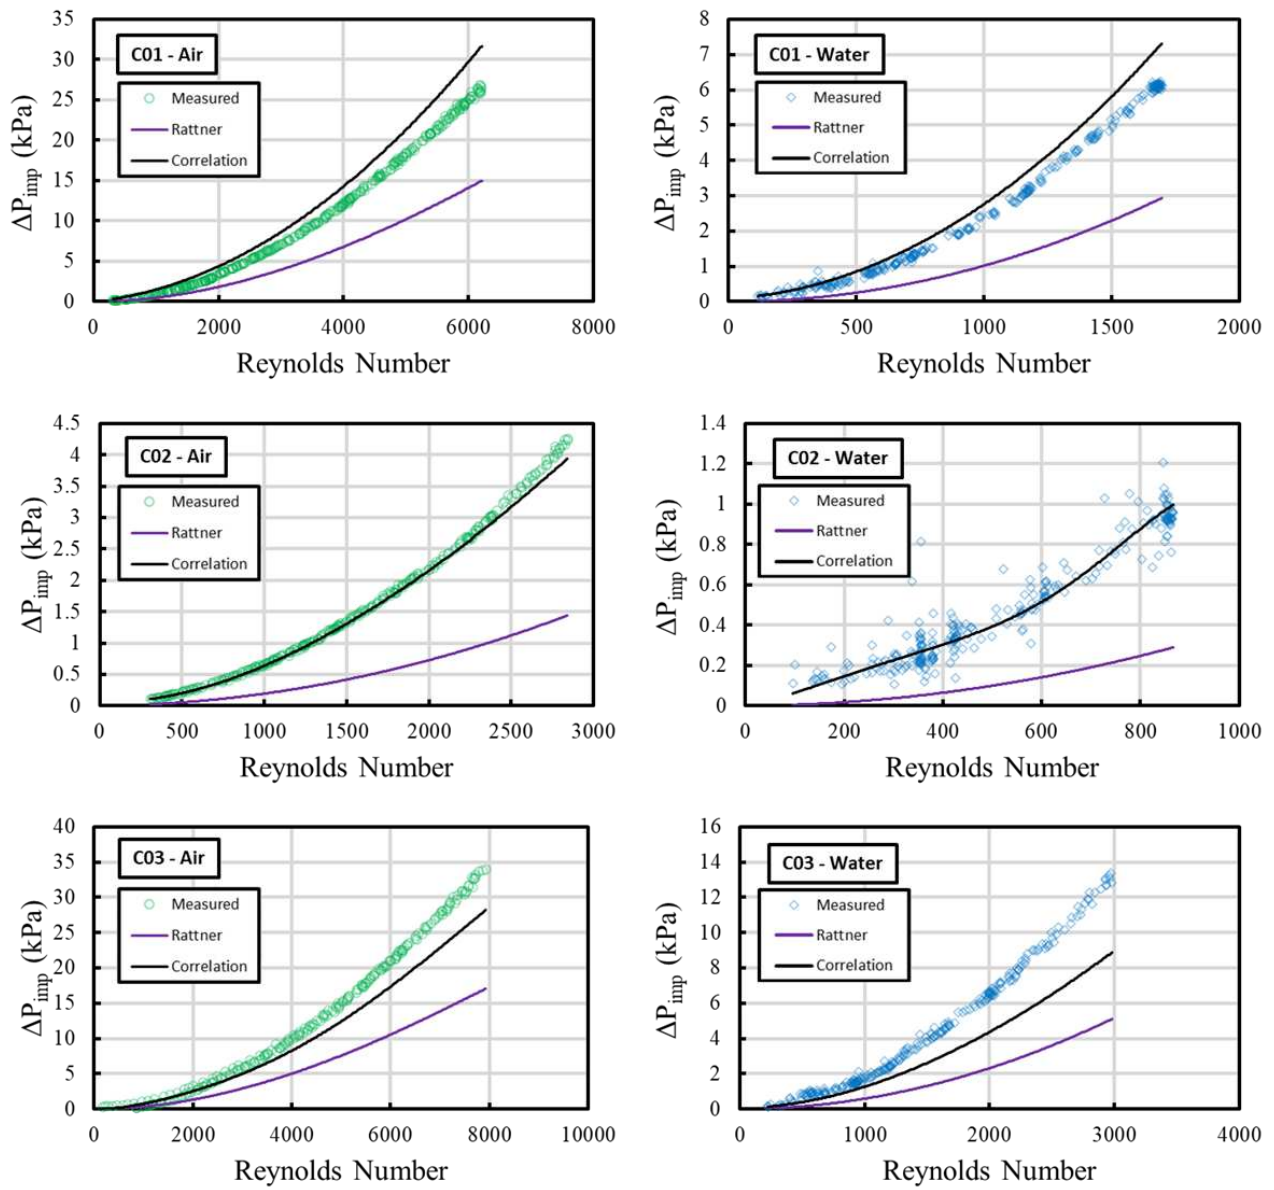 C01 - Air
Measured
Rattner
Correlation
ΔPimp (kPa)
35
30
25
20
15
10
5
0
0 2000 4000 6000 8000
Reynolds Number
C01 - Water
Measured
Rattner
Correlation
ΔPimp (kPa)
8
7
6
5
4
3
2
1
0
0 500 1000 1500 2000
Reynolds Number
C02 - Air
Measured
Rattner
Correlation
ΔPimp (kPa)
4.5
4
3.5
3
2.5
2
1.5
1
0.5
0
0 500 1000 1500 2000 2500 3000
Reynolds Number
C02 - Water
Measured
Rattner
Correlation
ΔPimp (kPa)
1.4
1.2
1
0.8
0.6
0.4
0.2
0
0 200 400 600 800 1000
Reynolds Number
C03 - Air
Measured
Rattner
Correlation
ΔPimp (kPa)
40
35
30
25
20
15
10
5
0
0 2000 4000 6000 8000 10000
Reynolds Number
C03 - Water
Measured
Rattner
Correlation
ΔPimp (kPa)
16
14
12
10
8
6
4
2
0
0 1000 2000 3000 4000
Reynolds Number